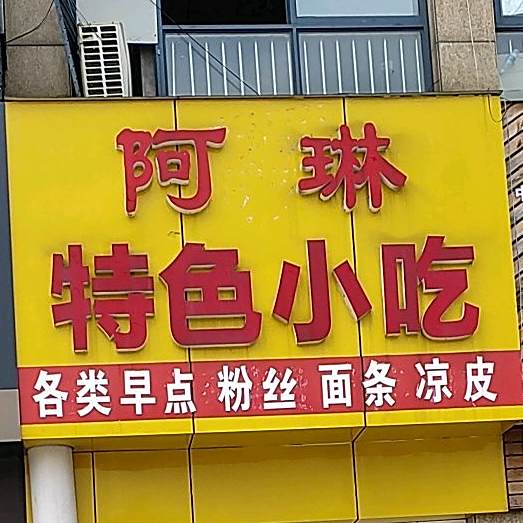 阿琳
特色小吃
各类早点 粉丝 面条 凉皮